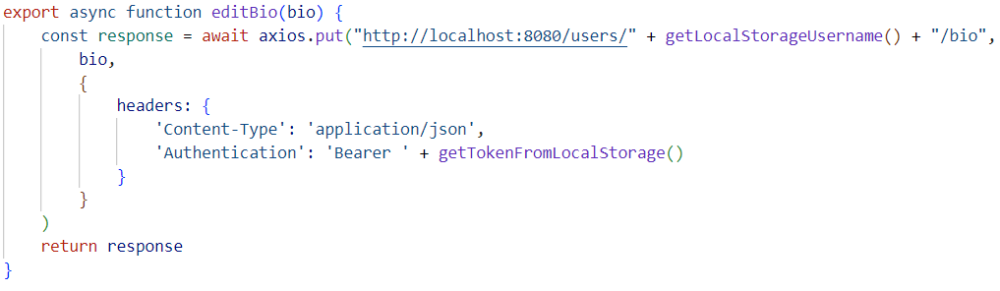 export async function editBio(bio) {
    const response = await axios.put("http://localhost:8080/users/" + getLocalStorageUsername() + "/bio",
        bio,
        {
            headers: {
                'Content-Type': 'application/json',
                'Authentication': 'Bearer ' + getTokenFromLocalStorage()
            }
        }
    )
    return response
}